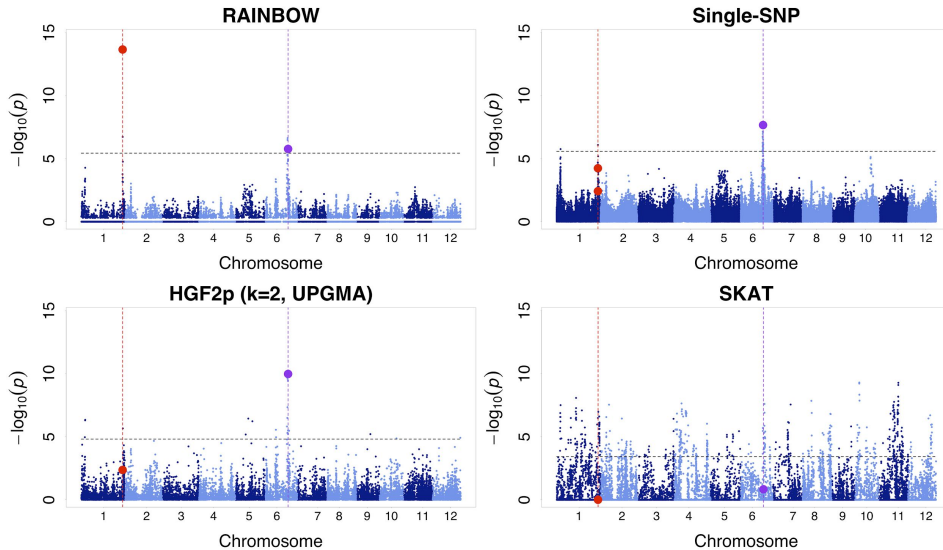 RAINBOW
15
10
5
0
−log₁₀(p)
1 2 3 4 5 6 7 8 9 10 11 12
Chromosome
Single-SNP
15
10
5
0
−log₁₀(p)
1 2 3 4 5 6 7 8 9 10 11 12
Chromosome
HGF2p (k=2, UPGMA)
15
10
5
0
−log₁₀(p)
1 2 3 4 5 6 7 8 9 10 11 12
Chromosome
SKAT
15
10
5
0
−log₁₀(p)
1 2 3 4 5 6 7 8 9 10 11 12
Chromosome